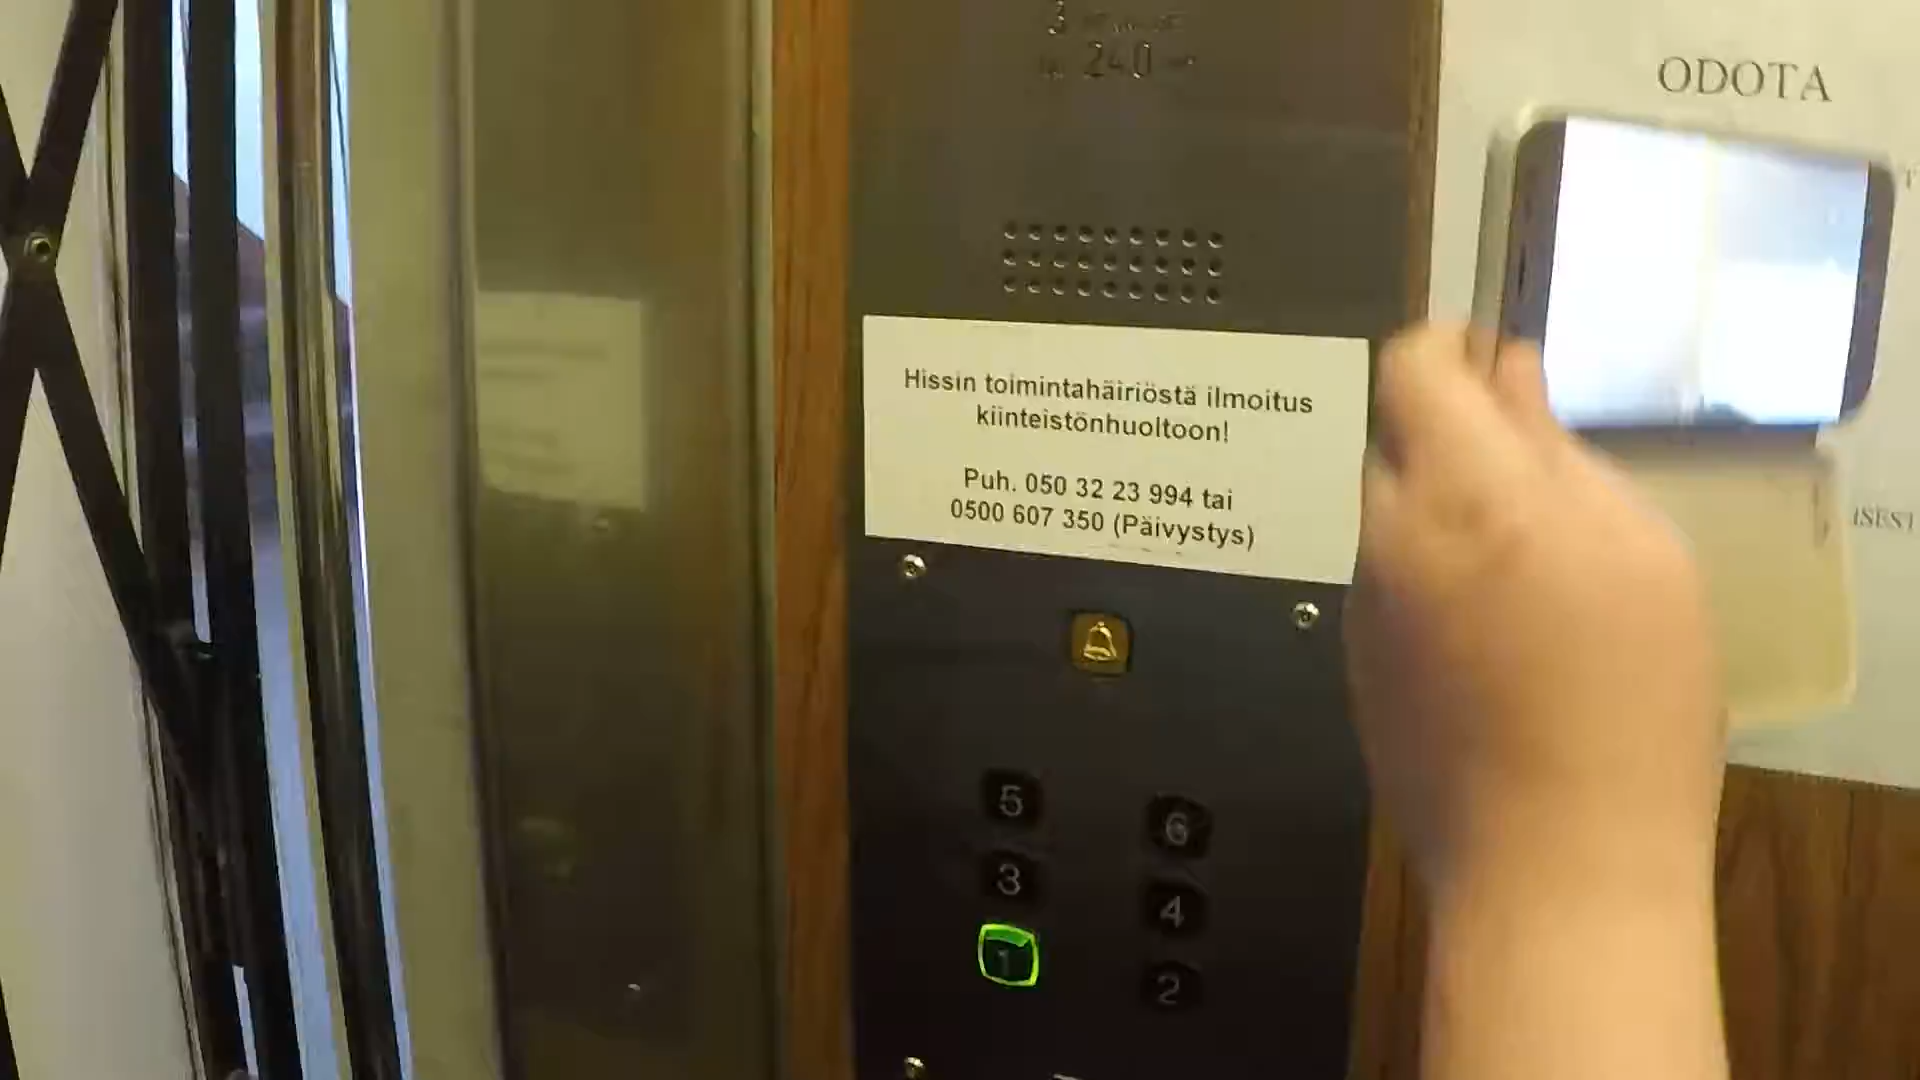 3
240
ODOTA
Hissin toimintahäiriöstä ilmoitus
kiinteistönhuoltoon!
Puh. 050 32 23 994 tai
0500 607 350 (Päivystys)
5 6
3 4
1 2